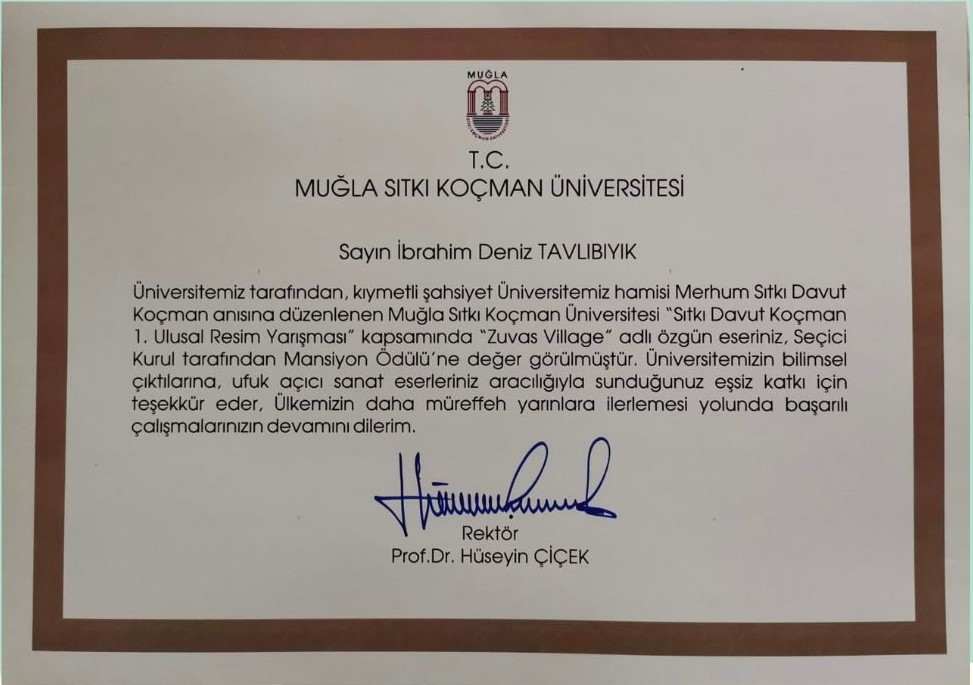 MUĞLA
T.C.
MUĞLA SITKI KOÇMAN ÜNİVERSİTESİ
Sayın İbrahim Deniz TAVLIBIYIK
Üniversitemiz tarafından, kıymetli şahsiyet Üniversitemiz hamisi Merhum Sıtkı Davut
Koçman anısına düzenlenen Muğla Sıtkı Koçman Üniversitesi "Sıtkı Davut Koçman
1. Ulusal Resim Yarışması" kapsamında "Zuvas Village" adlı özgün eseriniz, Seçici
Kurul tarafından Mansiyon Ödülü'ne değer görülmüştür. Üniversitemizin bilimsel
çıktılarına, ufuk açıcı sanat eserleriniz aracılığıyla sunduğunuz eşsiz katkı için
teşekkür eder, Ülkemizin daha müreffeh yarınlara ilerlemesi yolunda başarılı
çalışmalarınızın devamını dilerim.
Rektör
Prof.Dr. Hüseyin ÇİÇEK